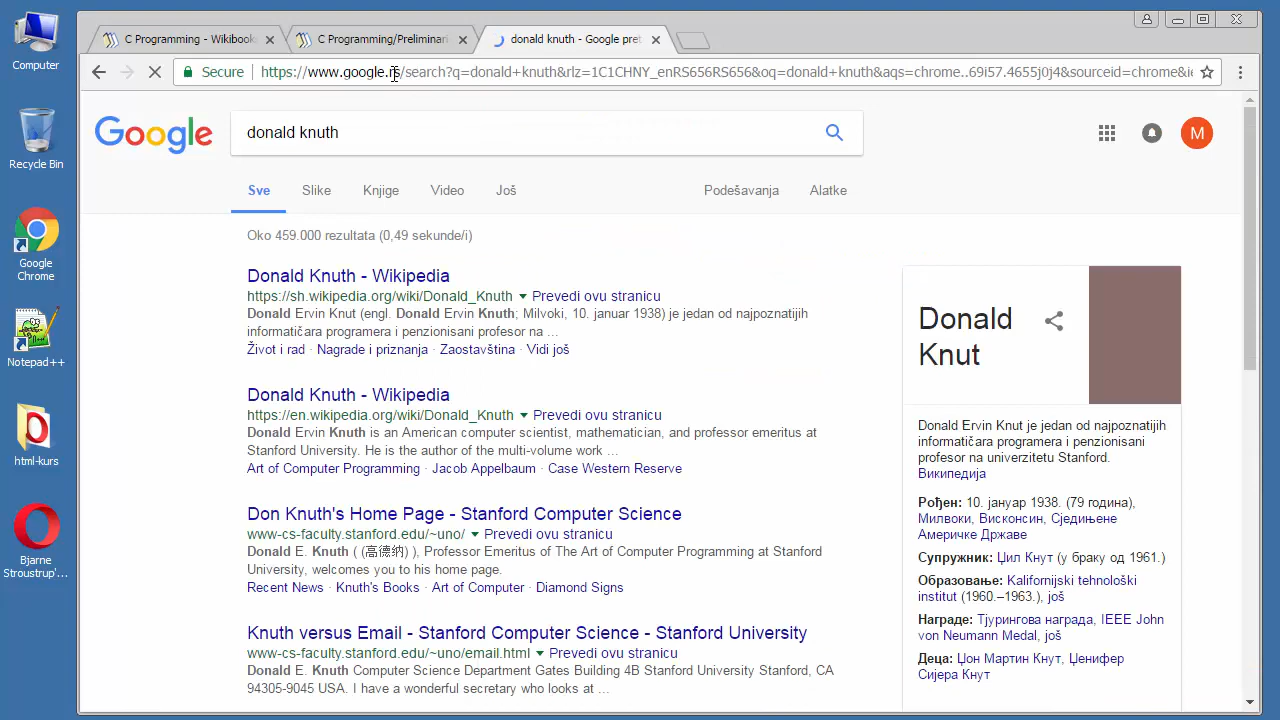 Computer
Recycle Bin
Google
Chrome
Notepad++
html-kurs
Bjarne
Stroustrup'...
C Programming - Wikibook
C Programming/Preliminari
donald knuth - Google pret
Secure
https://www.google.rs/search?q=donald+knuth&rlz=1C1CHNY_enRS656RS656&oq=donald+knuth&aqs=chrome..69i57.4655j0j4&sourceid=chrome&ie
Google
donald knuth
M
Sve Slike Knjige Video Još Podešavanja Alatke
Oko 459.000 rezultata (0,49 sekunde/i)
Donald Knuth - Wikipedia
https://sh.wikipedia.org/wiki/Donald_Knuth Prevedi ovu stranicu
Donald Ervin Knut (engl. Donald Ervin Knuth; Milvoki, 10. januar 1938) je jedan od najpoznatijih
informatičara programera i penzionisani profesor na ...
Život i rad · Nagrade i priznanja · Zaostavština · Vidi još
Donald Knuth - Wikipedia
https://en.wikipedia.org/wiki/Donald_Knuth Prevedi ovu stranicu
Donald Ervin Knuth is an American computer scientist, mathematician, and professor emeritus at
Stanford University. He is the author of the multi-volume work ...
Art of Computer Programming · Jacob Appelbaum · Case Western Reserve
Don Knuth's Home Page - Stanford Computer Science
www-cs-faculty.stanford.edu/~uno/ Prevedi ovu stranicu
Donald E. Knuth ( (高德纳) ), Professor Emeritus of The Art of Computer Programming at Stanford
University, welcomes you to his home page.
Recent News · Knuth's Books · Art of Computer · Diamond Signs
Knuth versus Email - Stanford Computer Science - Stanford University
www-cs-faculty.stanford.edu/~uno/email.html Prevedi ovu stranicu
Donald E. Knuth Computer Science Department Gates Building 4B Stanford University Stanford, CA
94305-9045 USA. I have a wonderful secretary who looks at ...
Donald
Knut
Donald Ervin Knut je jedan od najpoznatijih
informatičara programera i penzionisani
profesor na univerzitetu Stanford.
Википедија
Рођен: 10. јануар 1938. (79 година),
Милвоки, Висконсин, Сједињене
Америчке Државе
Супружник: Џил Кнут (у браку од 1961.)
Образовање: Kalifornijski tehnološki
institut (1960.–1963.), još
Награде: Тјурингова награда, IEEE John
von Neumann Medal, još
Деца: Џон Мартин Кнут, Џенифер
Сијера Кнут